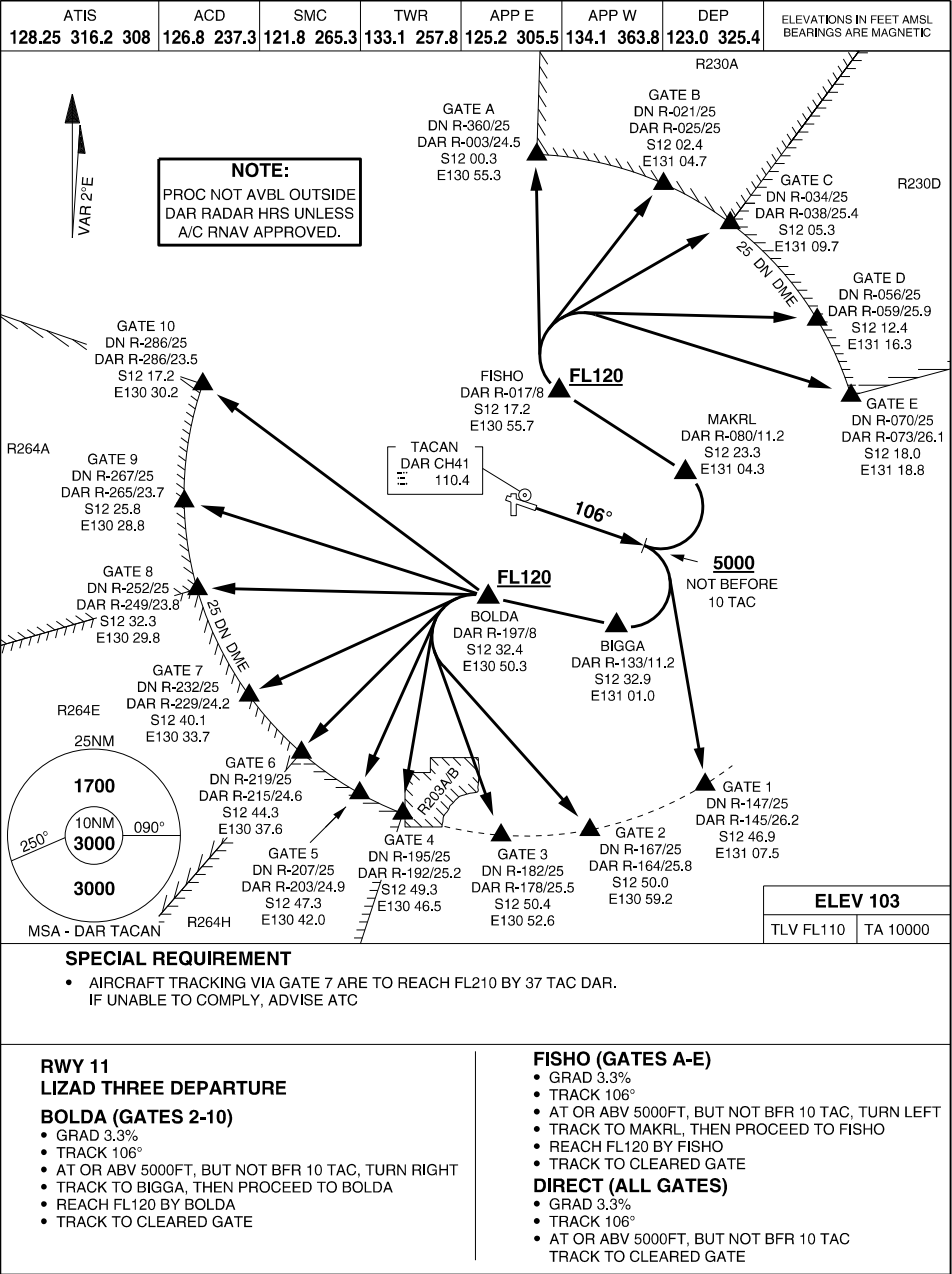 ATIS
128.25 316.2 308
ACD
126.8 237.3
SMC
121.8 265.3
TWR
133.1 257.8
APP E
125.2 305.5
APP W
134.1 363.8
DEP
123.0 325.4
ELEVATIONS IN FEET AMSL
BEARINGS ARE MAGNETIC
R230A
GATE A
DN R-360/25
DAR R-003/24.5
S12 00.3
E130 55.3
GATE B
DN R-021/25
DAR R-025/25
S12 02.4
E131 04.7
VAR 2°E
NOTE:
PROC NOT AVBL OUTSIDE
DAR RADAR HRS UNLESS
A/C RNAV APPROVED.
GATE C
DN R-034/25
DAR R-038/25.4
S12 05.3
E131 09.7
R230D
25 DN DME
GATE D
DN R-056/25
DAR R-059/25.9
S12 12.4
E131 16.3
GATE 10
DN R-286/25
DAR R-286/23.5
S12 17.2
E130 30.2
FISHO
DAR R-017/8
S12 17.2
E130 55.7
FL120
GATE E
DN R-070/25
DAR R-073/26.1
S12 18.0
E131 18.8
MAKRL
DAR R-080/11.2
S12 23.3
E131 04.3
R264A
TACAN
DAR CH41
110.4
GATE 9
DN R-267/25
DAR R-265/23.7
S12 25.8
E130 28.8
106°
5000
NOT BEFORE
10 TAC
GATE 8
DN R-252/25
DAR R-249/23.8
S12 32.3
E130 29.8
FL120
BOLDA
DAR R-197/8
S12 32.4
E130 50.3
BIGGA
DAR R-133/11.2
S12 32.9
E131 01.0
25 DN DME
GATE 7
DN R-232/25
DAR R-229/24.2
S12 40.1
E130 33.7
R264E
25NM
1700
10NM
3000
250°
090°
3000
MSA - DAR TACAN
GATE 6
DN R-219/25
DAR R-215/24.6
S12 44.3
E130 37.6
R264H
GATE 5
DN R-207/25
DAR R-203/24.9
S12 47.3
E130 42.0
R203A/B
GATE 4
DN R-195/25
DAR R-192/25.2
S12 49.3
E130 46.5
GATE 3
DN R-182/25
DAR R-178/25.5
S12 50.4
E130 52.6
GATE 2
DN R-167/25
DAR R-164/25.8
S12 50.0
E130 59.2
GATE 1
DN R-147/25
DAR R-145/26.2
S12 46.9
E131 07.5
ELEV 103
TLV FL110
TA 10000
SPECIAL REQUIREMENT
• AIRCRAFT TRACKING VIA GATE 7 ARE TO REACH FL210 BY 37 TAC DAR.
IF UNABLE TO COMPLY, ADVISE ATC
RWY 11
LIZAD THREE DEPARTURE
BOLDA (GATES 2-10)
• GRAD 3.3%
• TRACK 106°
• AT OR ABV 5000FT, BUT NOT BFR 10 TAC, TURN RIGHT
• TRACK TO BIGGA, THEN PROCEED TO BOLDA
• REACH FL120 BY BOLDA
• TRACK TO CLEARED GATE
FISHO (GATES A-E)
• GRAD 3.3%
• TRACK 106°
• AT OR ABV 5000FT, BUT NOT BFR 10 TAC, TURN LEFT
• TRACK TO MAKRL, THEN PROCEED TO FISHO
• REACH FL120 BY FISHO
• TRACK TO CLEARED GATE
DIRECT (ALL GATES)
• GRAD 3.3%
• TRACK 106°
• AT OR ABV 5000FT, BUT NOT BFR 10 TAC
TRACK TO CLEARED GATE